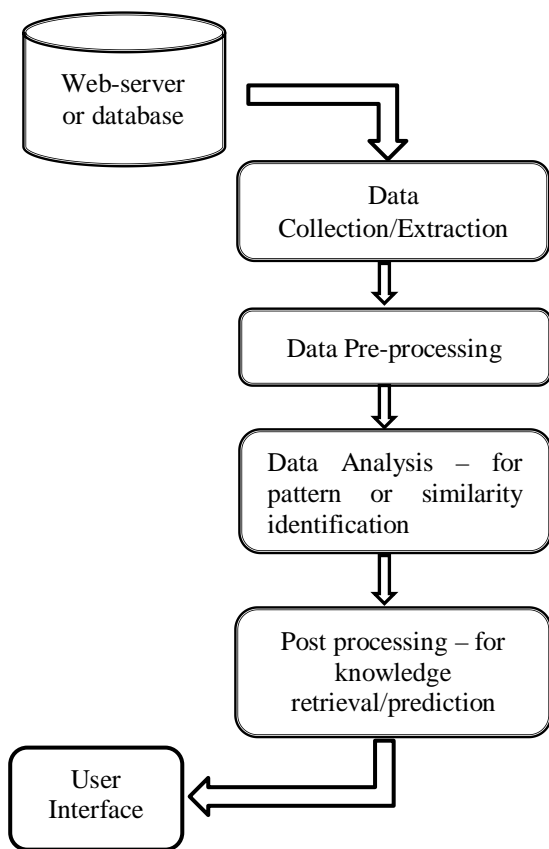 Web-server
or database
Data
Collection/Extraction
Data Pre-processing
Data Analysis – for
pattern or similarity
identification
Post processing – for
knowledge
retrieval/prediction
User
Interface